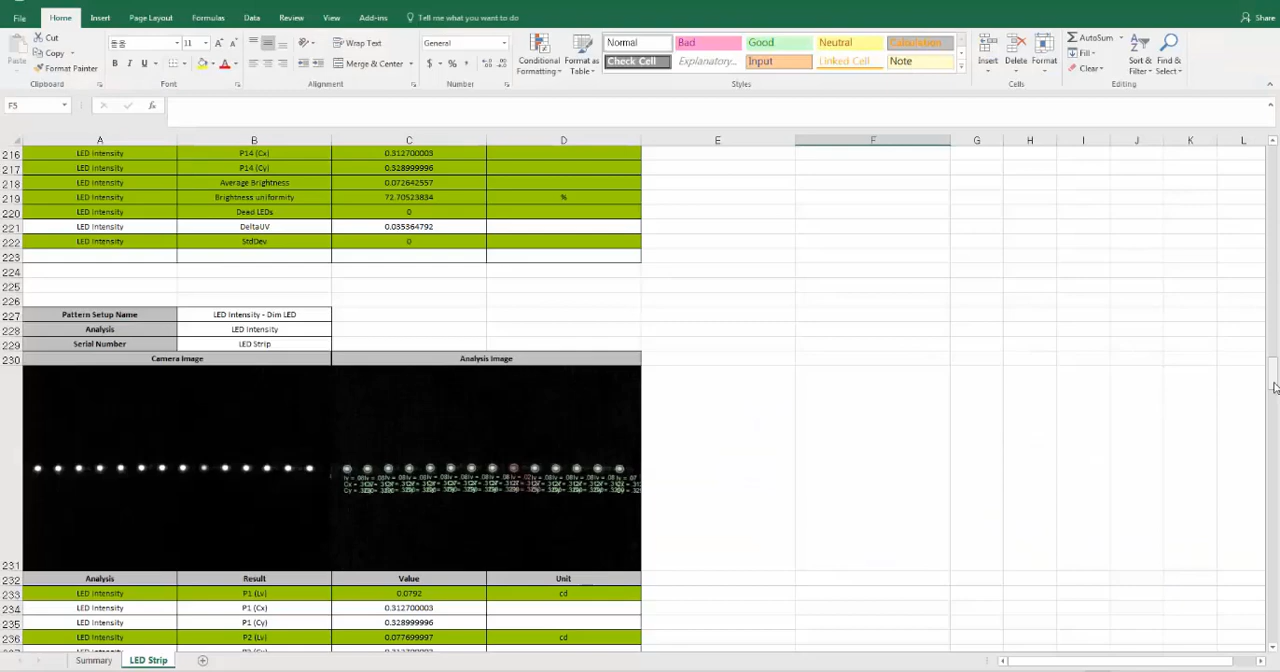 File Home Insert Page Layout Formulas Data Review View Add-ins Tell me what you want to do Share
Paste Cut Copy Format Painter Clipboard
11 A A B I U A Font
Wrap Text Merge & Center Alignment
General $ % , Number
Conditional Formatting Format as Table
Normal Bad Good Neutral Calculation
Check Cell Explanatory... Input Linked Cell Note
Styles
Insert Delete Format Cells
AutoSum Fill Clear Sort & Filter Find & Select Editing
F5 fx
A B C D E F G H I J K L
216 LED Intensity P14 (Cx) 0.312700003
217 LED Intensity P14 (Cy) 0.328999996
218 LED Intensity Average Brightness 0.072642557
219 LED Intensity Brightness uniformity 72.70523834 %
220 LED Intensity Dead LEDs 0
221 LED Intensity DeltaUV 0.035364792
222 LED Intensity StdDev 0
223
224
225
226
227 Pattern Setup Name LED Intensity - Dim LED
228 Analysis LED Intensity
229 Serial Number LED Strip
230 Camera Image Analysis Image
231
232 Analysis Result Value Unit
233 LED Intensity P1 (Lv) 0.0792 cd
234 LED Intensity P1 (Cx) 0.312700003
235 LED Intensity P1 (Cy) 0.328999996
236 LED Intensity P2 (Lv) 0.077699997 cd
Summary LED Strip